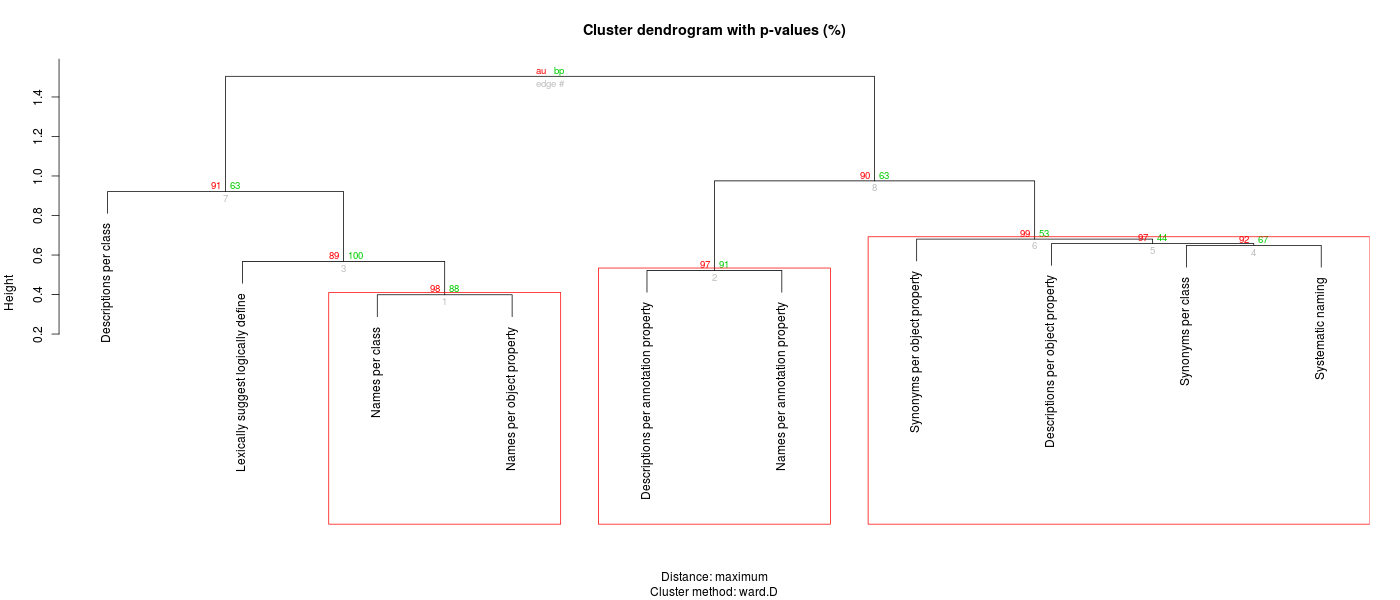 Cluster dendrogram with p-values (%)
au bp
edge #
Height
0.2 0.4 0.6 0.8 1.0 1.2 1.4
91 63
7
90 63
8
89 100
3
98 88
1
97 91
2
99 53
6
97 44
5
92 67
4
Descriptions per class
Lexically suggest logically define
Names per class
Names per object property
Descriptions per annotation property
Names per annotation property
Synonyms per object property
Descriptions per object property
Synonyms per class
Systematic naming
Distance: maximum
Cluster method: ward.D